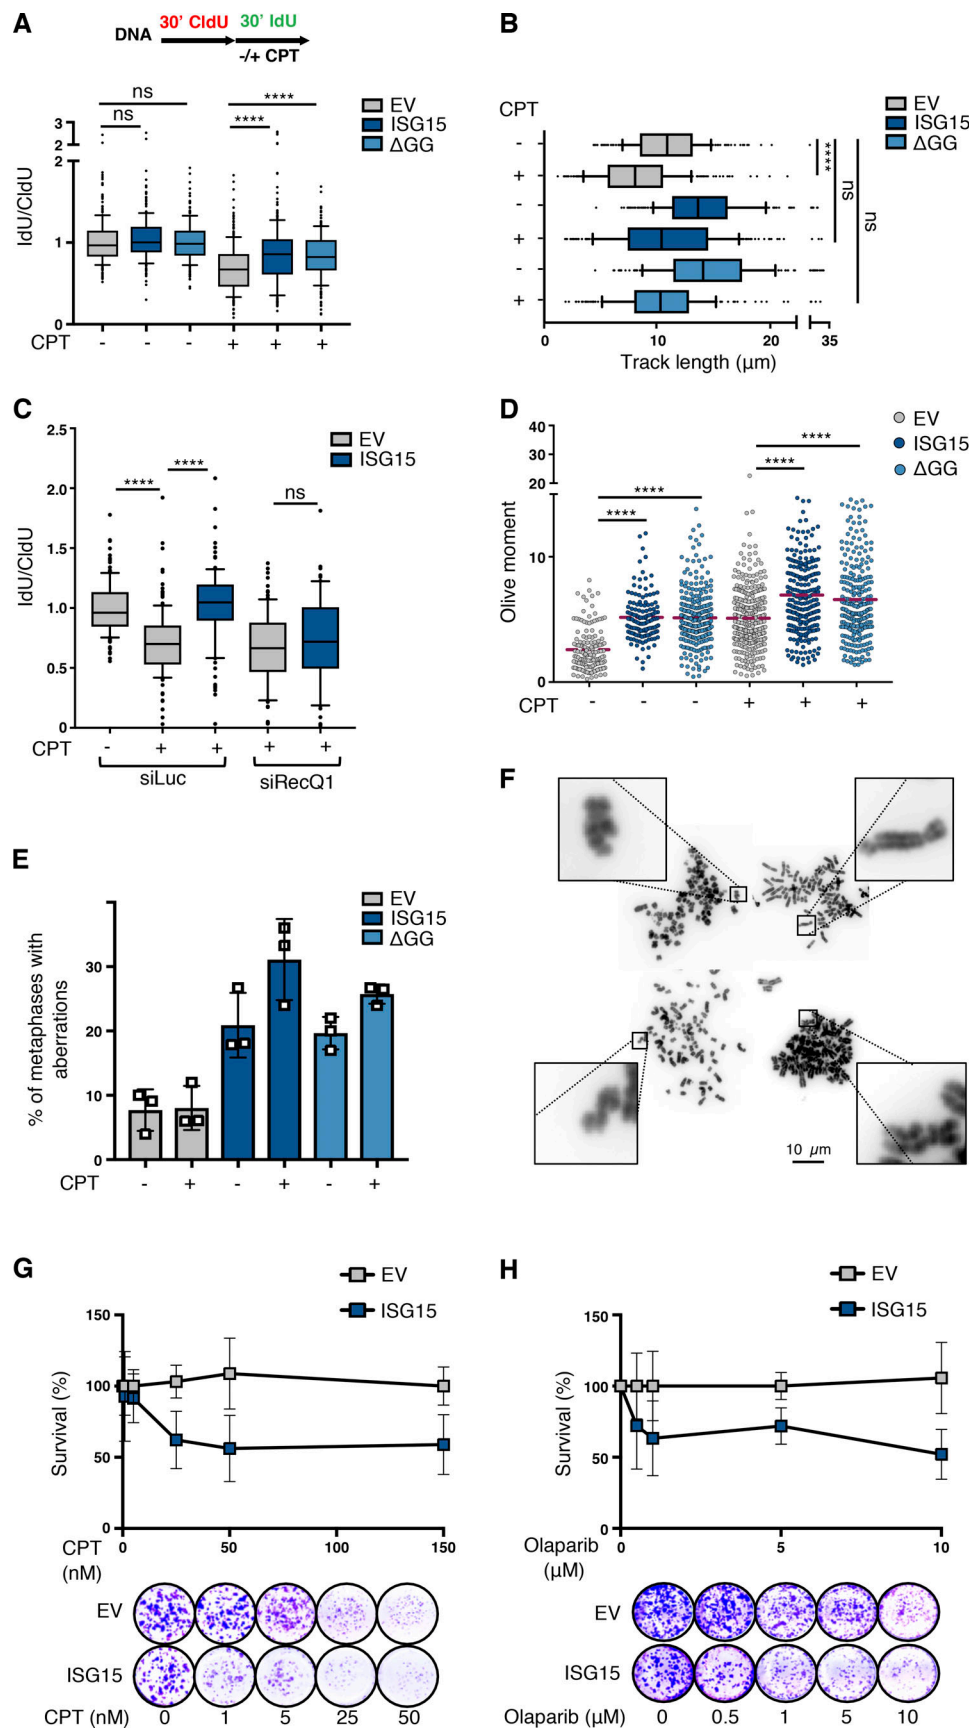 A
30' CldU 30' IdU
DNA
-/+ CPT
ns
ns
****
****
EV
ISG15
ΔGG
3
2
2
1
0
IdU/CldU
CPT - - - + + +
B
CPT
EV
ISG15
ΔGG
-
+
-
+
-
+
****
ns
ns
0 10 20 35
Track length (µm)
C
2.5
2.0
1.5
1.0
0.5
0
IdU/CldU
****
****
ns
EV
ISG15
CPT - + + + +
siLuc siRecQ1
D
40
30
20
10
0
Olive moment
****
****
****
****
EV
ISG15
ΔGG
CPT - - - + + +
E
% of metaphases with
aberrations
30
20
10
0
EV
ISG15
ΔGG
CPT - + - + - +
F
10 µm
G
EV
ISG15
150
100
50
0
Survival (%)
0 50 100 150
CPT
(nM)
EV
ISG15
CPT (nM) 0 1 5 25 50
H
EV
ISG15
150
100
50
0
Survival (%)
0 5 10
Olaparib
(µM)
EV
ISG15
Olaparib (µM) 0 0.5 1 5 10